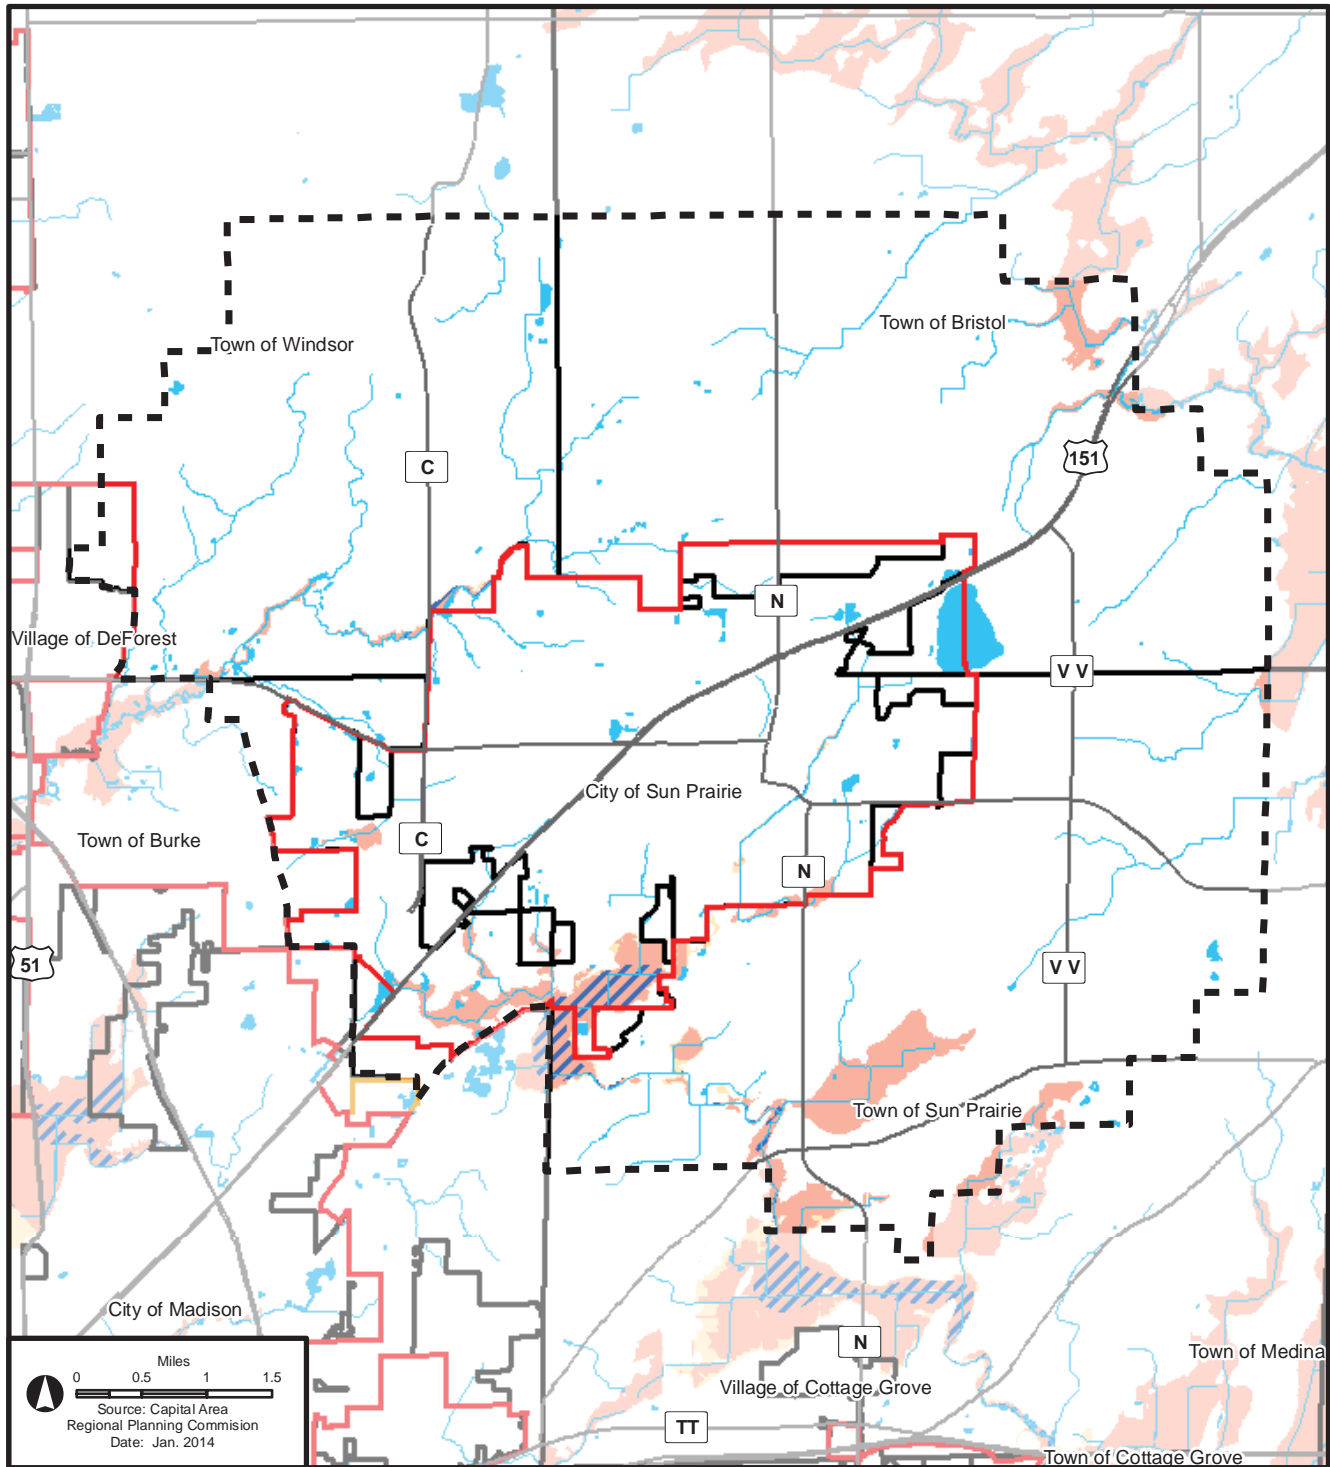 Town of Bristol
Town of Windsor
151
C
N
Village of DeForest
V V
City of Sun Prairie
Town of Burke
C
N
51
V V
Town of Sun Prairie
City of Madison
N
Town of Medina
Village of Cottage Grove
TT
Town of Cottage Grove
Miles
0 0.5 1 1.5
Source: Capital Area
Regional Planning Commision
Date: Jan. 2014